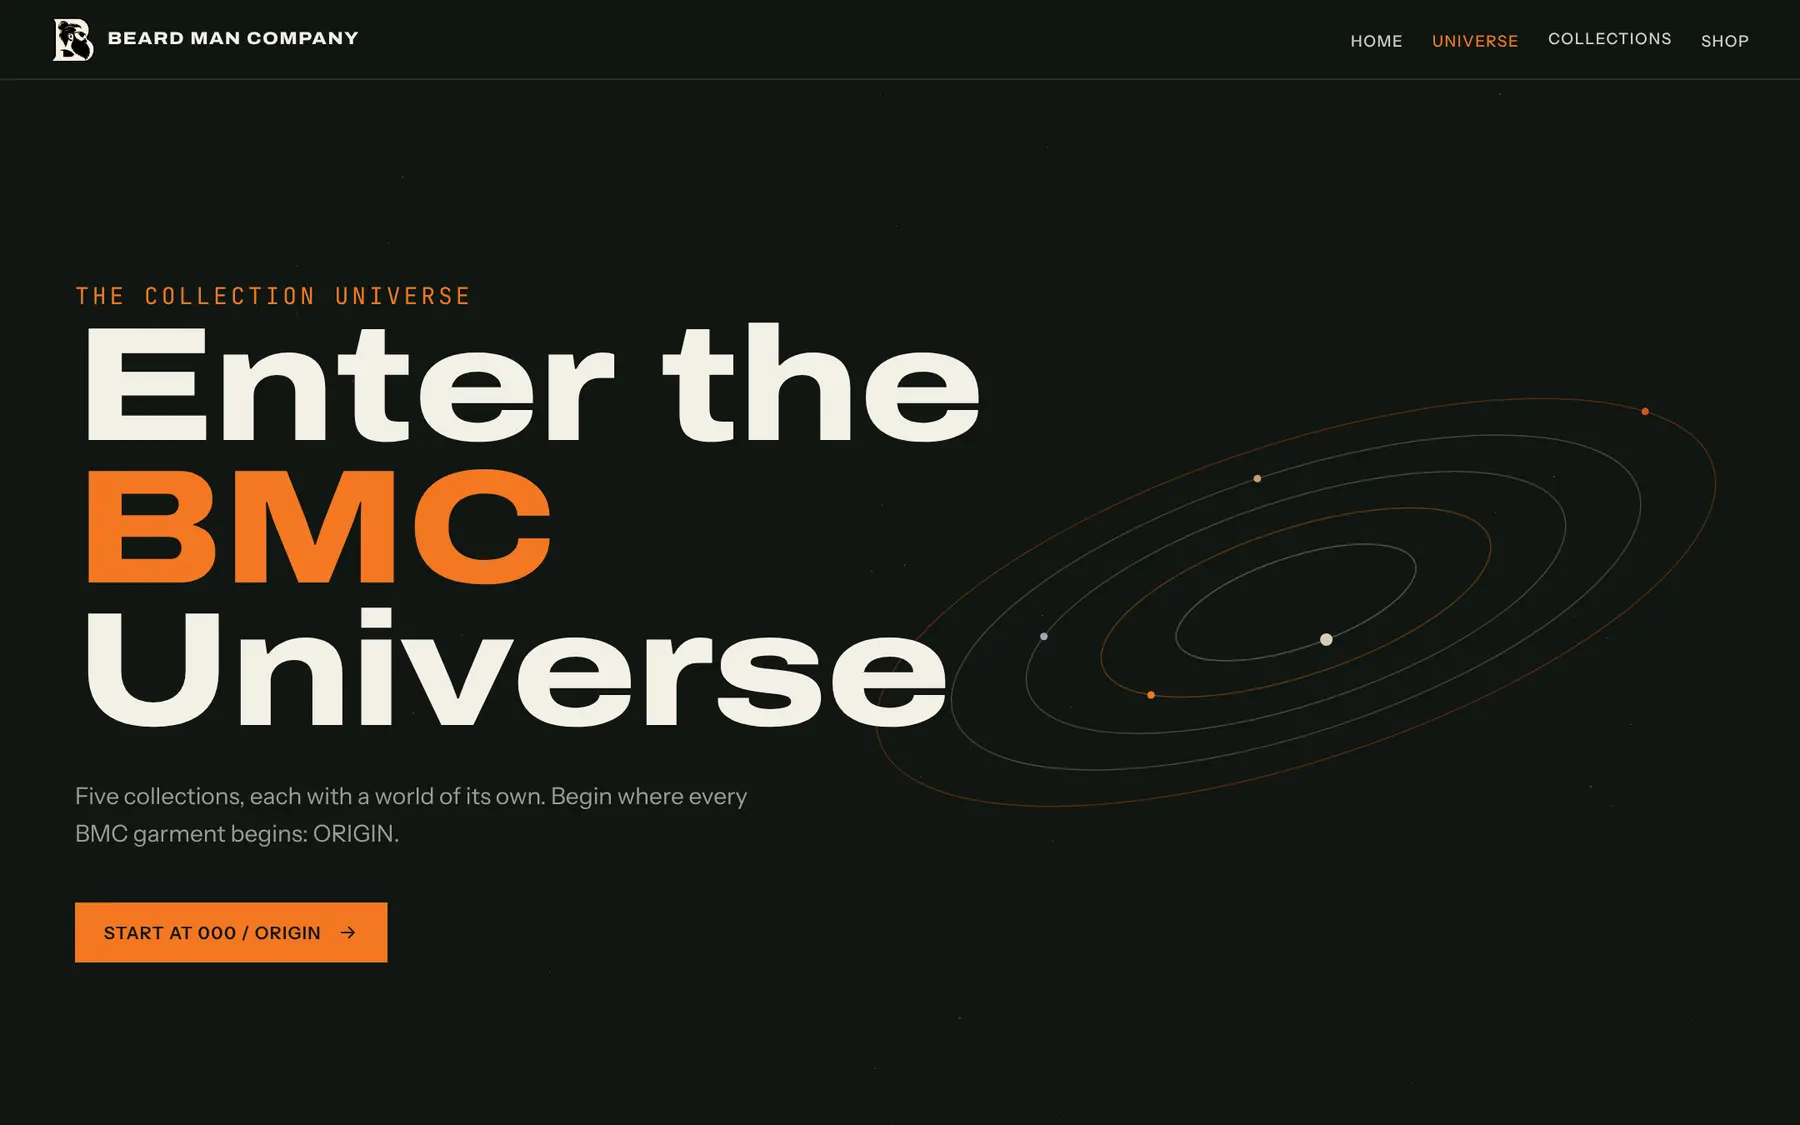 BEARD MAN COMPANY
HOME
UNIVERSE
COLLECTIONS
SHOP
THE COLLECTION UNIVERSE
Enter the
BMC
Universe
Five collections, each with a world of its own. Begin where every
BMC garment begins: ORIGIN.
START AT 000 / ORIGIN →